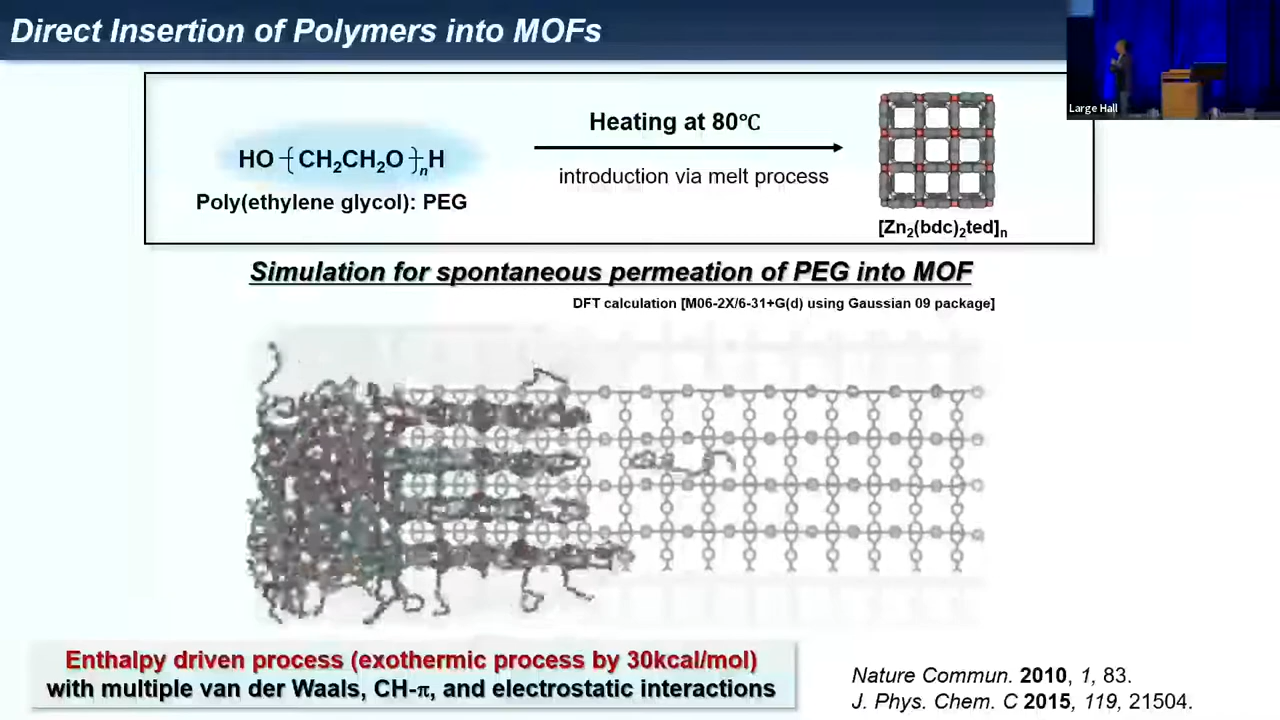 Direct Insertion of Polymers into MOFs
Large Hall
Heating at 80℃
HO-{CH2CH2O}nH
introduction via melt process
Poly(ethylene glycol): PEG
[Zn2(bdc)2ted]n
Simulation for spontaneous permeation of PEG into MOF
DFT calculation [M06-2X/6-31+G(d) using Gaussian 09 package]
Enthalpy driven process (exothermic process by 30kcal/mol)
with multiple van der Waals, CH-π, and electrostatic interactions
Nature Commun. 2010, 1, 83.
J. Phys. Chem. C 2015, 119, 21504.